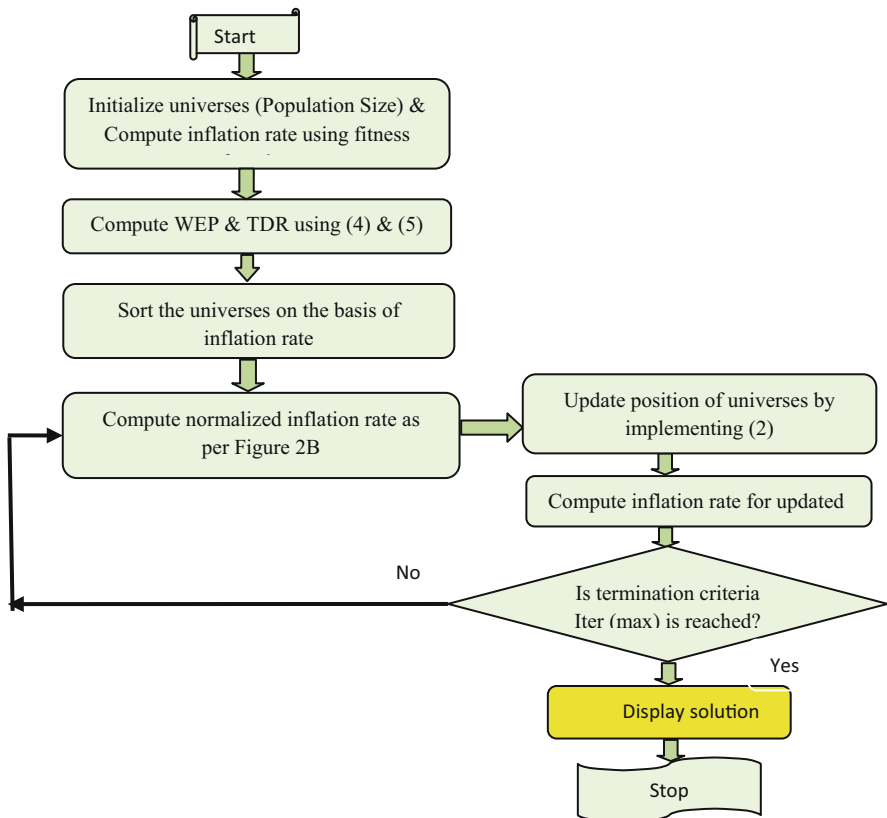 Start
Initialize universes (Population Size) &
Compute inflation rate using fitness
Compute WEP & TDR using (4) & (5)
Sort the universes on the basis of
inflation rate
Compute normalized inflation rate as
per Figure 2B
Update position of universes by
implementing (2)
Compute inflation rate for updated
Is termination criteria
Iter (max) is reached?
No
Yes
Display solution
Stop